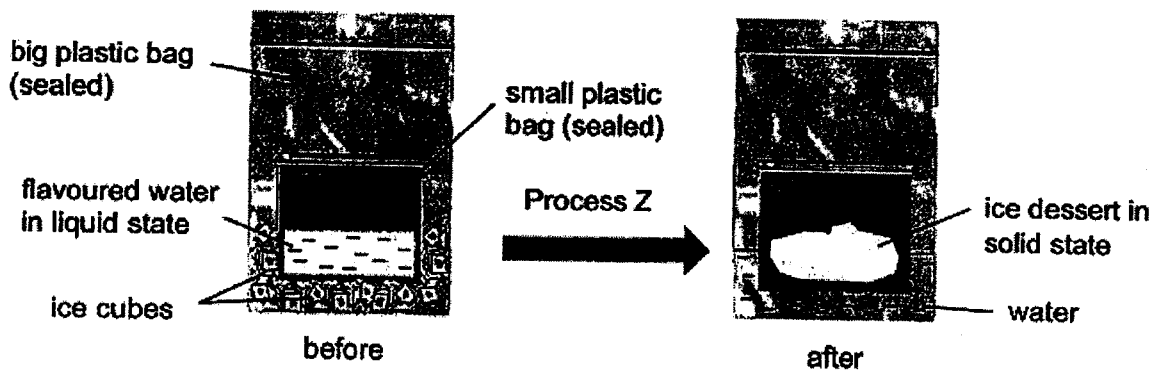 big plastic bag
(sealed)
small plastic
bag (sealed)
flavoured water
in liquid state
Process Z
ice dessert in
solid state
ice cubes
water
before
after